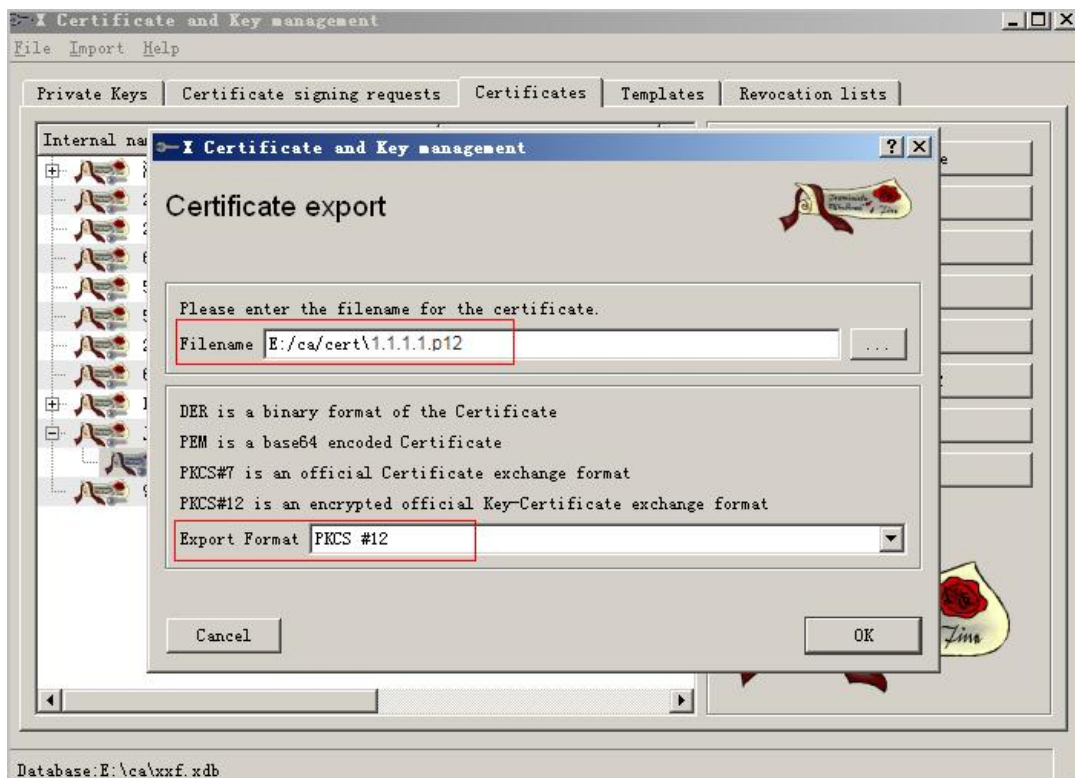 X Certificate and Key management
File Import Help
Private Keys Certificate signing requests Certificates Templates Revocation lists
Internal
X Certificate and Key management
Certificate export
Please enter the filename for the certificate.
Filename E:/ca/cert\1.1.1.1.p12 ...
DER is a binary format of the Certificate
PEM is a base64 encoded Certificate
PKCS#7 is an official Certificate exchange format
PKCS#12 is an encrypted official Key-Certificate exchange format
Export Format PKCS #12
Cancel OK
Database:E:\ca\xxf.xdb